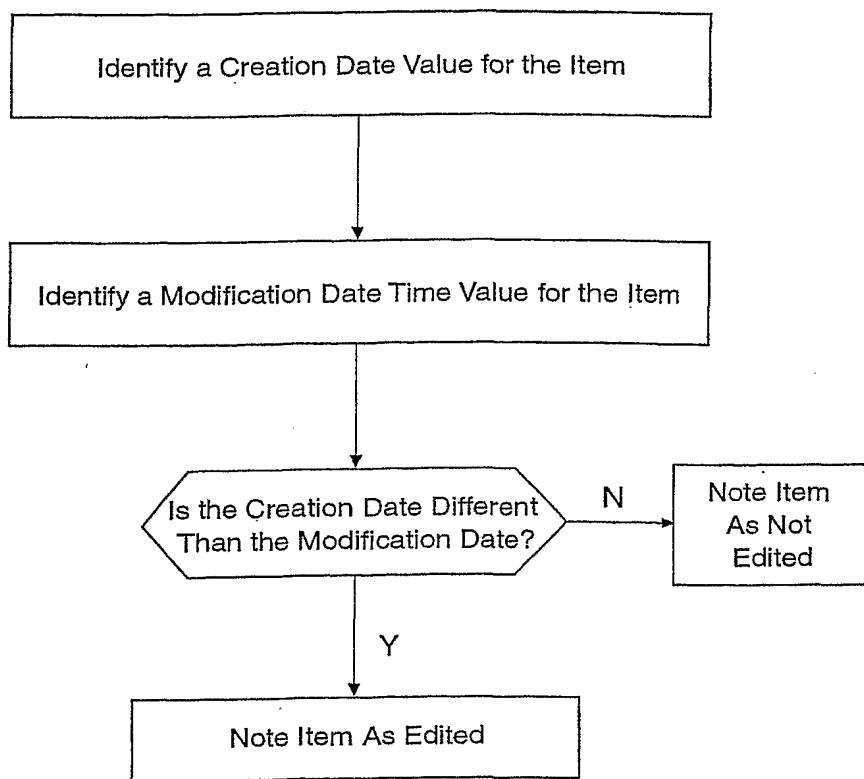 Identify a Creation Date Value for the Item
Identify a Modification Date Time Value for the Item
Is the Creation Date Different
Than the Modification Date?
N
Note Item
As Not
Edited
Y
Note Item As Edited